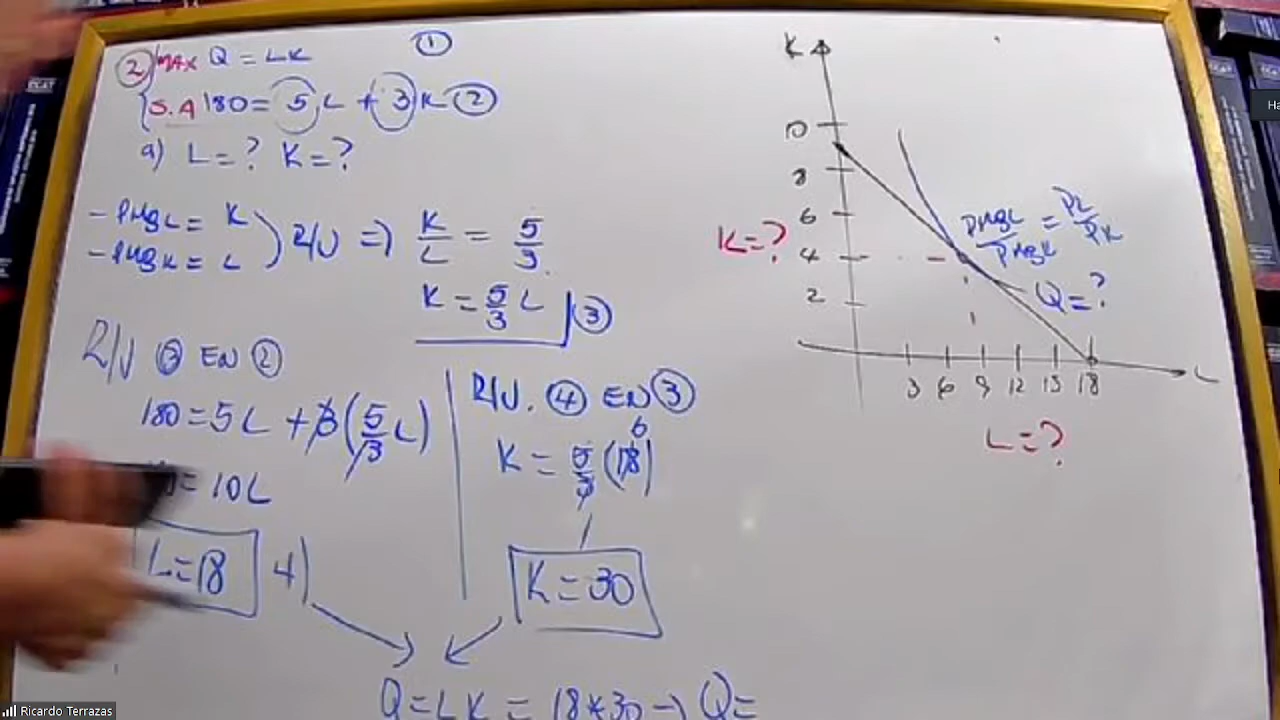 ①
② MAX Q = LK
S.A 180 = 5L + 3K ②
a) L = ? K = ?
- PMgL = K
- PMgK = L
R/V ⇒ K/L = 5/3
K = 5/3 L ③
R/V ③ EN ②
180 = 5L + 3(5/3 L)
= 10L
L = 18 4)
R/V. ④ EN ③
K = 5/3 (18)
6
K = 30
Q = LK = 18*30 → Q =
K
10
8
6
4
2
K = ?
PMgL/PMgK = PL/PK
Q = ?
3 6 9 12 15 18
L
L = ?
Ricardo Terrazas
Ha